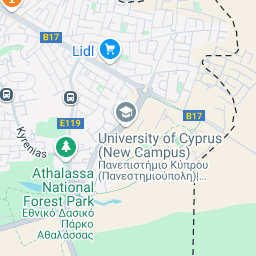 B17
Lidl
B17
E119
Kyrenias
University of Cyprus
(New Campus)
Πανεπιστήμιο Κύπρου
(Πανεστημιούπολη)|...
Athalassa
National
Forest Park
Εθνικό Δασικό
Πάρκο
Αθαλάσσας